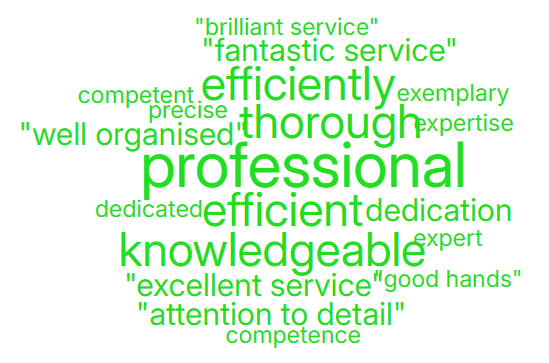 "brilliant service"
"fantastic service"
efficiently
competent
exemplary
precise
thorough
expertise
"well organised"
professional
dedicated
efficient
dedication
knowledgeable
expert
"excellent service"
"good hands"
"attention to detail"
competence